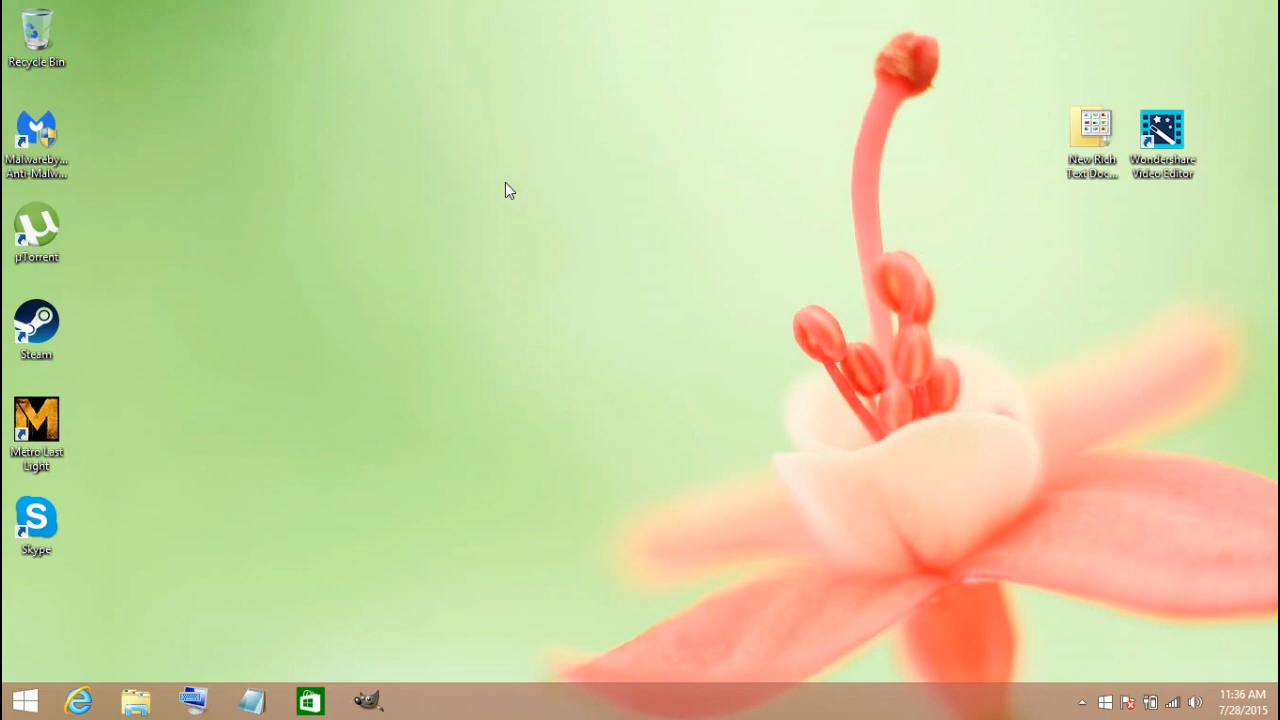 Recycle Bin
Malwareby...
Anti-Malw...
µTorrent
Steam
Metro Last
Light
Skype
New Rich
Text Doc...
Wondershare
Video Editor
11:36 AM
7/28/2015